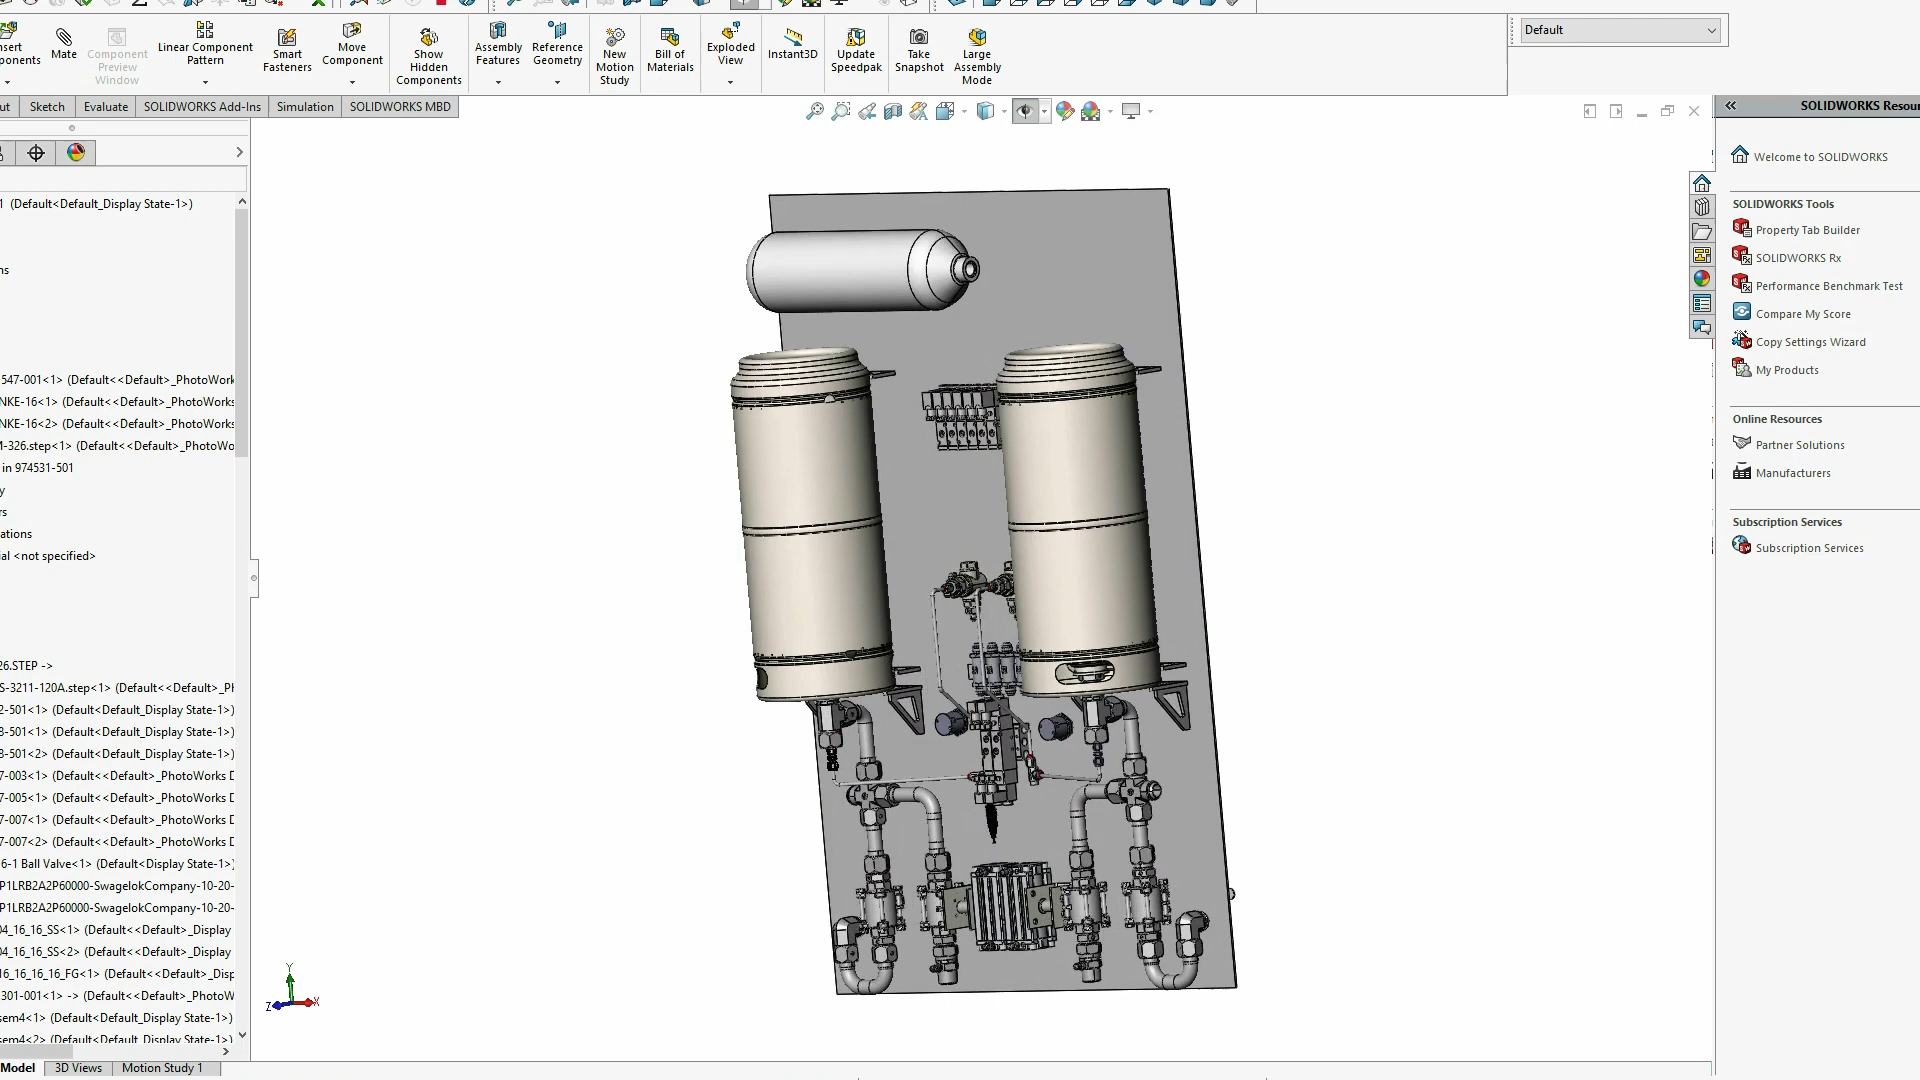 Default
nsert
ponents
Mate
Component
Preview
Window
Linear Component
Pattern
Smart
Fasteners
Move
Component
Show
Hidden
Components
Assembly
Features
Reference
Geometry
New
Motion
Study
Bill of
Materials
Exploded
View
Instant3D
Update
Speedpak
Take
Snapshot
Large
Assembly
Mode
ut
Sketch
Evaluate
SOLIDWORKS Add-Ins
Simulation
SOLIDWORKS MBD
SOLIDWORKS Resour
Welcome to SOLIDWORKS
SOLIDWORKS Tools
Property Tab Builder
SOLIDWORKS Rx
Performance Benchmark Test
Compare My Score
Copy Settings Wizard
My Products
Online Resources
Partner Solutions
Manufacturers
Subscription Services
Subscription Services
1 (Default<Default_Display State-1>)
ns
547-001<1> (Default<<Default>_PhotoWork
NKE-16<1> (Default<<Default>_PhotoWorks
NKE-16<2> (Default<<Default>_PhotoWorks
M-326.step<1> (Default<<Default>_PhotoWo
in 974531-501
y
rs
ations
ial <not specified>
26.STEP ->
S-3211-120A.step<1> (Default<<Default>_Ph
2-501<1> (Default<Default_Display State-1>)
8-501<1> (Default<Default_Display State-1>)
8-501<2> (Default<Default_Display State-1>)
7-003<1> (Default<<Default>_PhotoWorks D
7-005<1> (Default<<Default>_PhotoWorks D
7-007<1> (Default<<Default>_PhotoWorks D
7-007<2> (Default<<Default>_PhotoWorks D
6-1 Ball Valve<1> (Default<Display State-1>)
P1LRB2A2P60000-SwagelokCompany-10-20-
P1LRB2A2P60000-SwagelokCompany-10-20-
04_16_16_SS<1> (Default<<Default>_Display
04_16_16_SS<2> (Default<<Default>_Display
16_16_16_16_FG<1> (Default<<Default>_Disp
301-001<1> -> (Default<<Default>_PhotoW
sem4<1> (Default<Default_Display State-1>)
sem4<2> (Default<Default_Display State-1>)
Y
Z
X
Model
3D Views
Motion Study 1